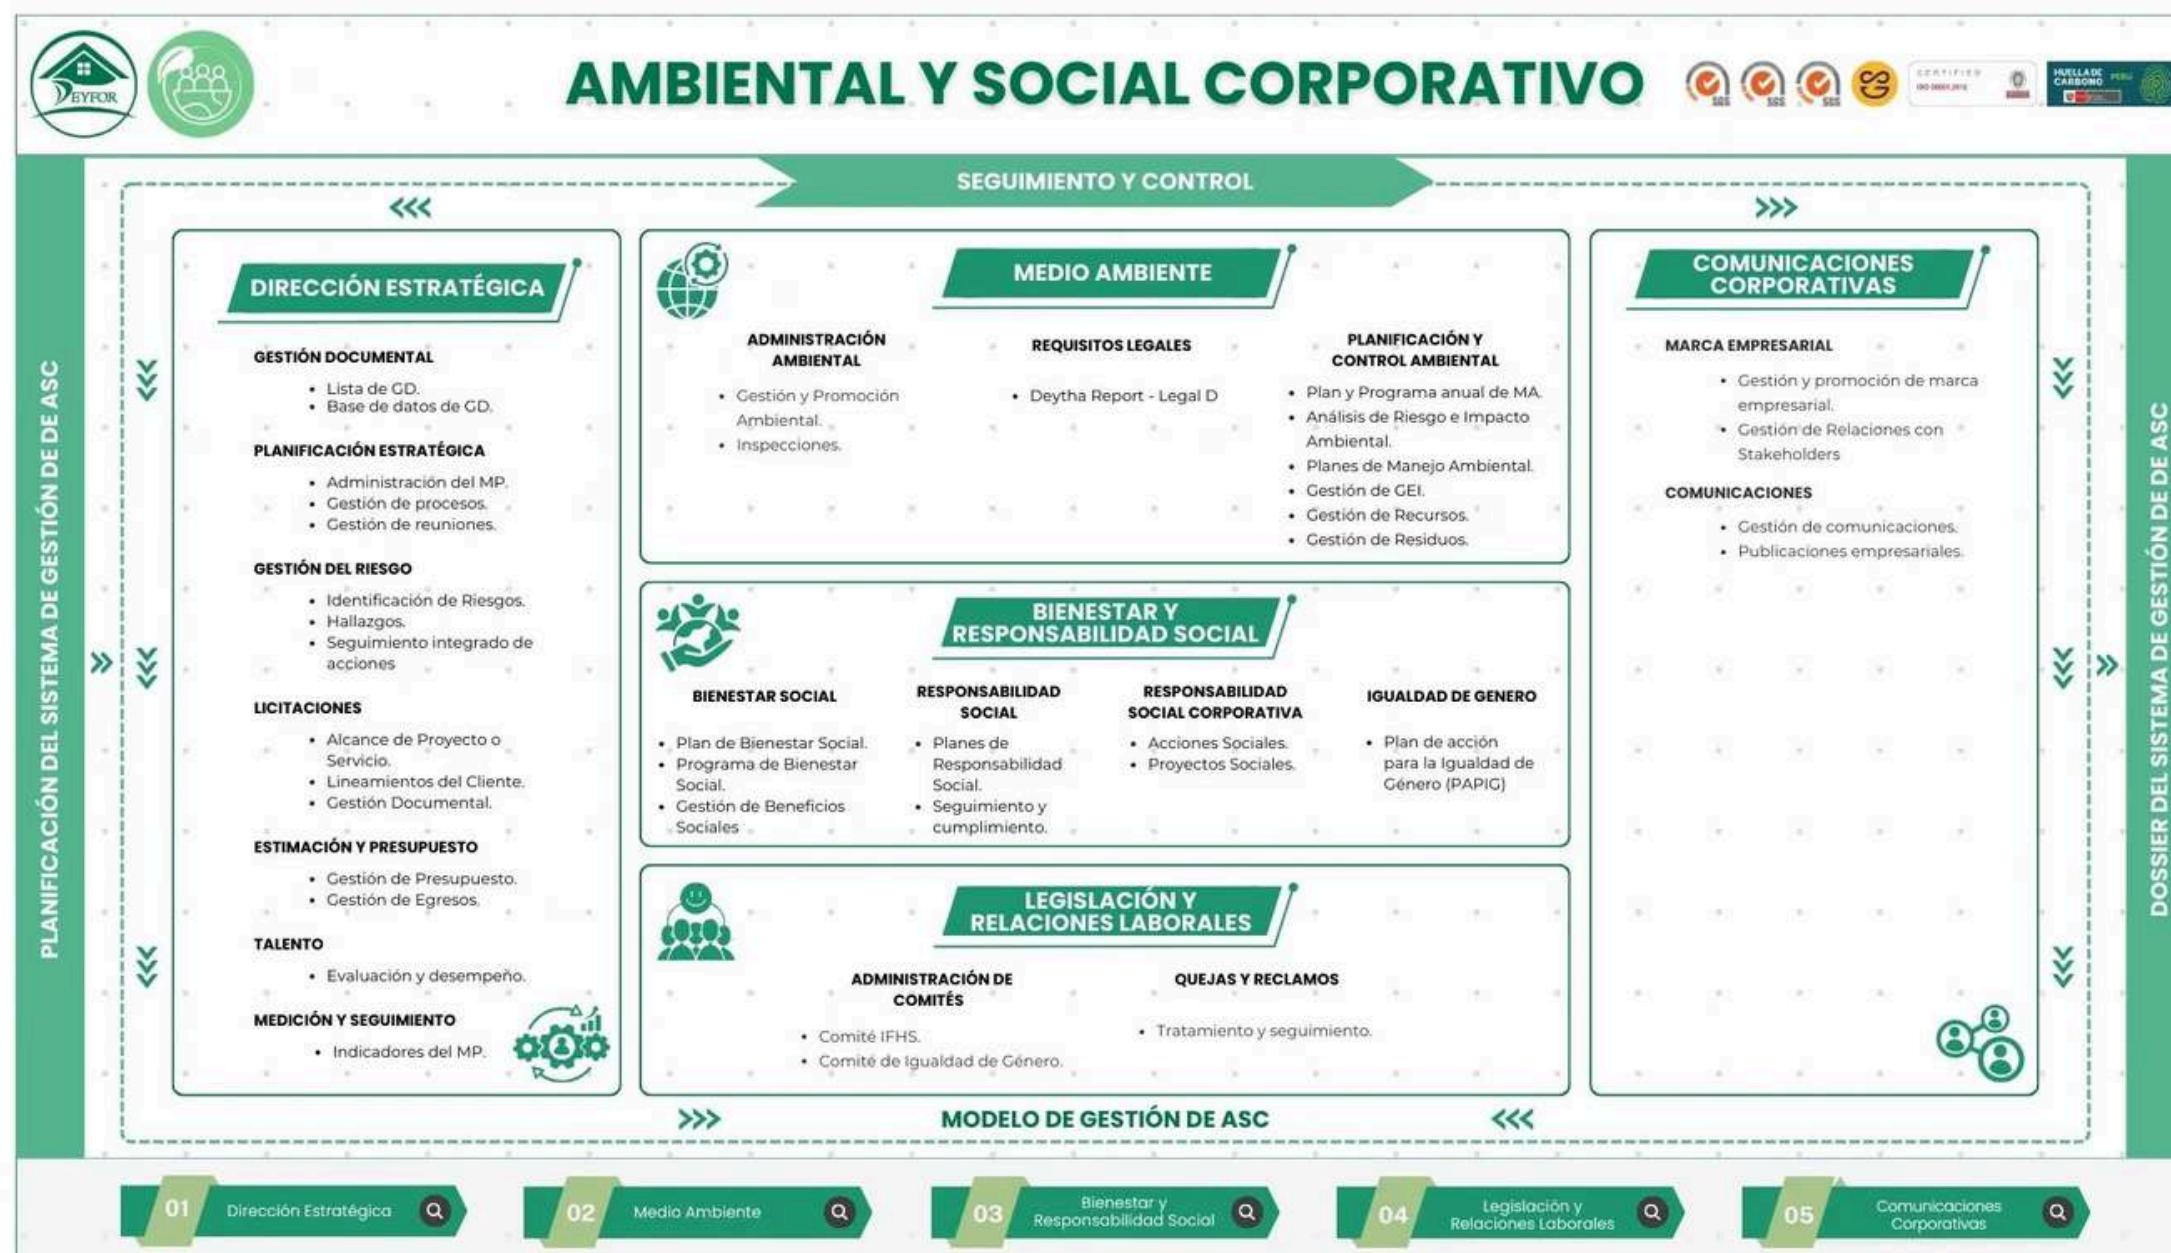 DEYFOR
AMBIENTAL Y SOCIAL CORPORATIVO
SGS
SGS
SGS
CERTIFIED
HUELLA DE
CARBONO PERÚ
PLANIFICACIÓN DEL SISTEMA DE GESTIÓN DE DE ASC
SEGUIMIENTO Y CONTROL
DIRECCIÓN ESTRATÉGICA
GESTIÓN DOCUMENTAL
• Lista de GD.
• Base de datos de GD.
PLANIFICACIÓN ESTRATÉGICA
• Administración del MP.
• Gestión de procesos.
• Gestión de reuniones.
GESTIÓN DEL RIESGO
• Identificación de Riesgos.
• Hallazgos.
• Seguimiento integrado de
acciones
LICITACIONES
• Alcance de Proyecto o
Servicio.
• Lineamientos del Cliente.
• Gestión Documental.
ESTIMACIÓN Y PRESUPUESTO
• Gestión de Presupuesto.
• Gestión de Egresos.
TALENTO
• Evaluación y desempeño.
MEDICIÓN Y SEGUIMIENTO
• Indicadores del MP.
MEDIO AMBIENTE
ADMINISTRACIÓN
AMBIENTAL
• Gestión y Promoción
Ambiental.
• Inspecciones.
REQUISITOS LEGALES
• Deytha Report - Legal D
PLANIFICACIÓN Y
CONTROL AMBIENTAL
• Plan y Programa anual de MA.
• Análisis de Riesgo e Impacto
Ambiental.
• Planes de Manejo Ambiental.
• Gestión de GEI.
• Gestión de Recursos.
• Gestión de Residuos.
BIENESTAR Y
RESPONSABILIDAD SOCIAL
BIENESTAR SOCIAL
• Plan de Bienestar Social.
• Programa de Bienestar
Social.
• Gestión de Beneficios
Sociales
RESPONSABILIDAD
SOCIAL
• Planes de
Responsabilidad
Social.
• Seguimiento y
cumplimiento.
RESPONSABILIDAD
SOCIAL CORPORATIVA
• Acciones Sociales.
• Proyectos Sociales.
IGUALDAD DE GENERO
• Plan de acción
para la Igualdad de
Género (PAPIG)
LEGISLACIÓN Y
RELACIONES LABORALES
ADMINISTRACIÓN DE
COMITÉS
• Comité IFHS.
• Comité de Igualdad de Género.
QUEJAS Y RECLAMOS
• Tratamiento y seguimiento.
COMUNICACIONES
CORPORATIVAS
MARCA EMPRESARIAL
• Gestión y promoción de marca
empresarial.
• Gestión de Relaciones con
Stakeholders
COMUNICACIONES
• Gestión de comunicaciones.
• Publicaciones empresariales.
DOSSIER DEL SISTEMA DE GESTIÓN DE DE ASC
MODELO DE GESTIÓN DE ASC
01 Dirección Estratégica
02 Medio Ambiente
03 Bienestar y
Responsabilidad Social
04 Legislación y
Relaciones Laborales
05 Comunicaciones
Corporativas